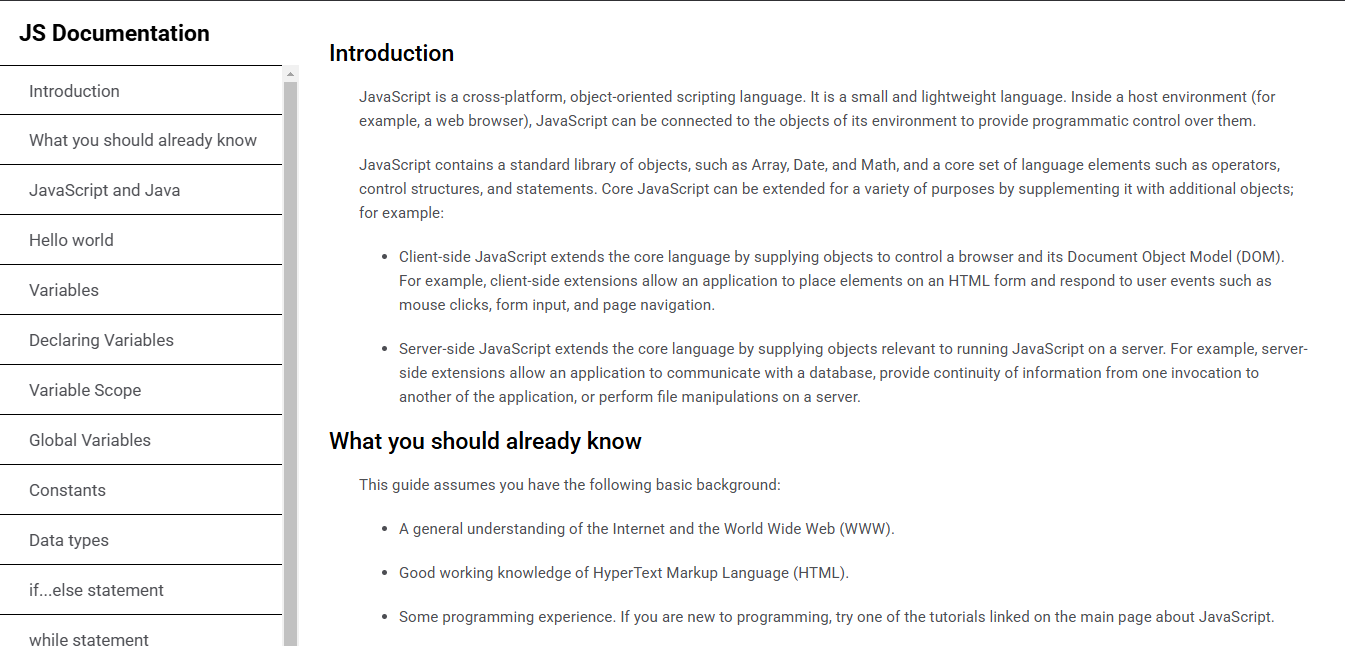 JS Documentation
Introduction
What you should already know
JavaScript and Java
Hello world
Variables
Declaring Variables
Variable Scope
Global Variables
Constants
Data types
if...else statement
while statement
Introduction
JavaScript is a cross-platform, object-oriented scripting language. It is a small and lightweight language. Inside a host environment (for
example, a web browser), JavaScript can be connected to the objects of its environment to provide programmatic control over them.
JavaScript contains a standard library of objects, such as Array, Date, and Math, and a core set of language elements such as operators,
control structures, and statements. Core JavaScript can be extended for a variety of purposes by supplementing it with additional objects;
for example:
• Client-side JavaScript extends the core language by supplying objects to control a browser and its Document Object Model (DOM).
For example, client-side extensions allow an application to place elements on an HTML form and respond to user events such as
mouse clicks, form input, and page navigation.
• Server-side JavaScript extends the core language by supplying objects relevant to running JavaScript on a server. For example, server-
side extensions allow an application to communicate with a database, provide continuity of information from one invocation to
another of the application, or perform file manipulations on a server.
What you should already know
This guide assumes you have the following basic background:
• A general understanding of the Internet and the World Wide Web (WWW).
• Good working knowledge of HyperText Markup Language (HTML).
• Some programming experience. If you are new to programming, try one of the tutorials linked on the main page about JavaScript.